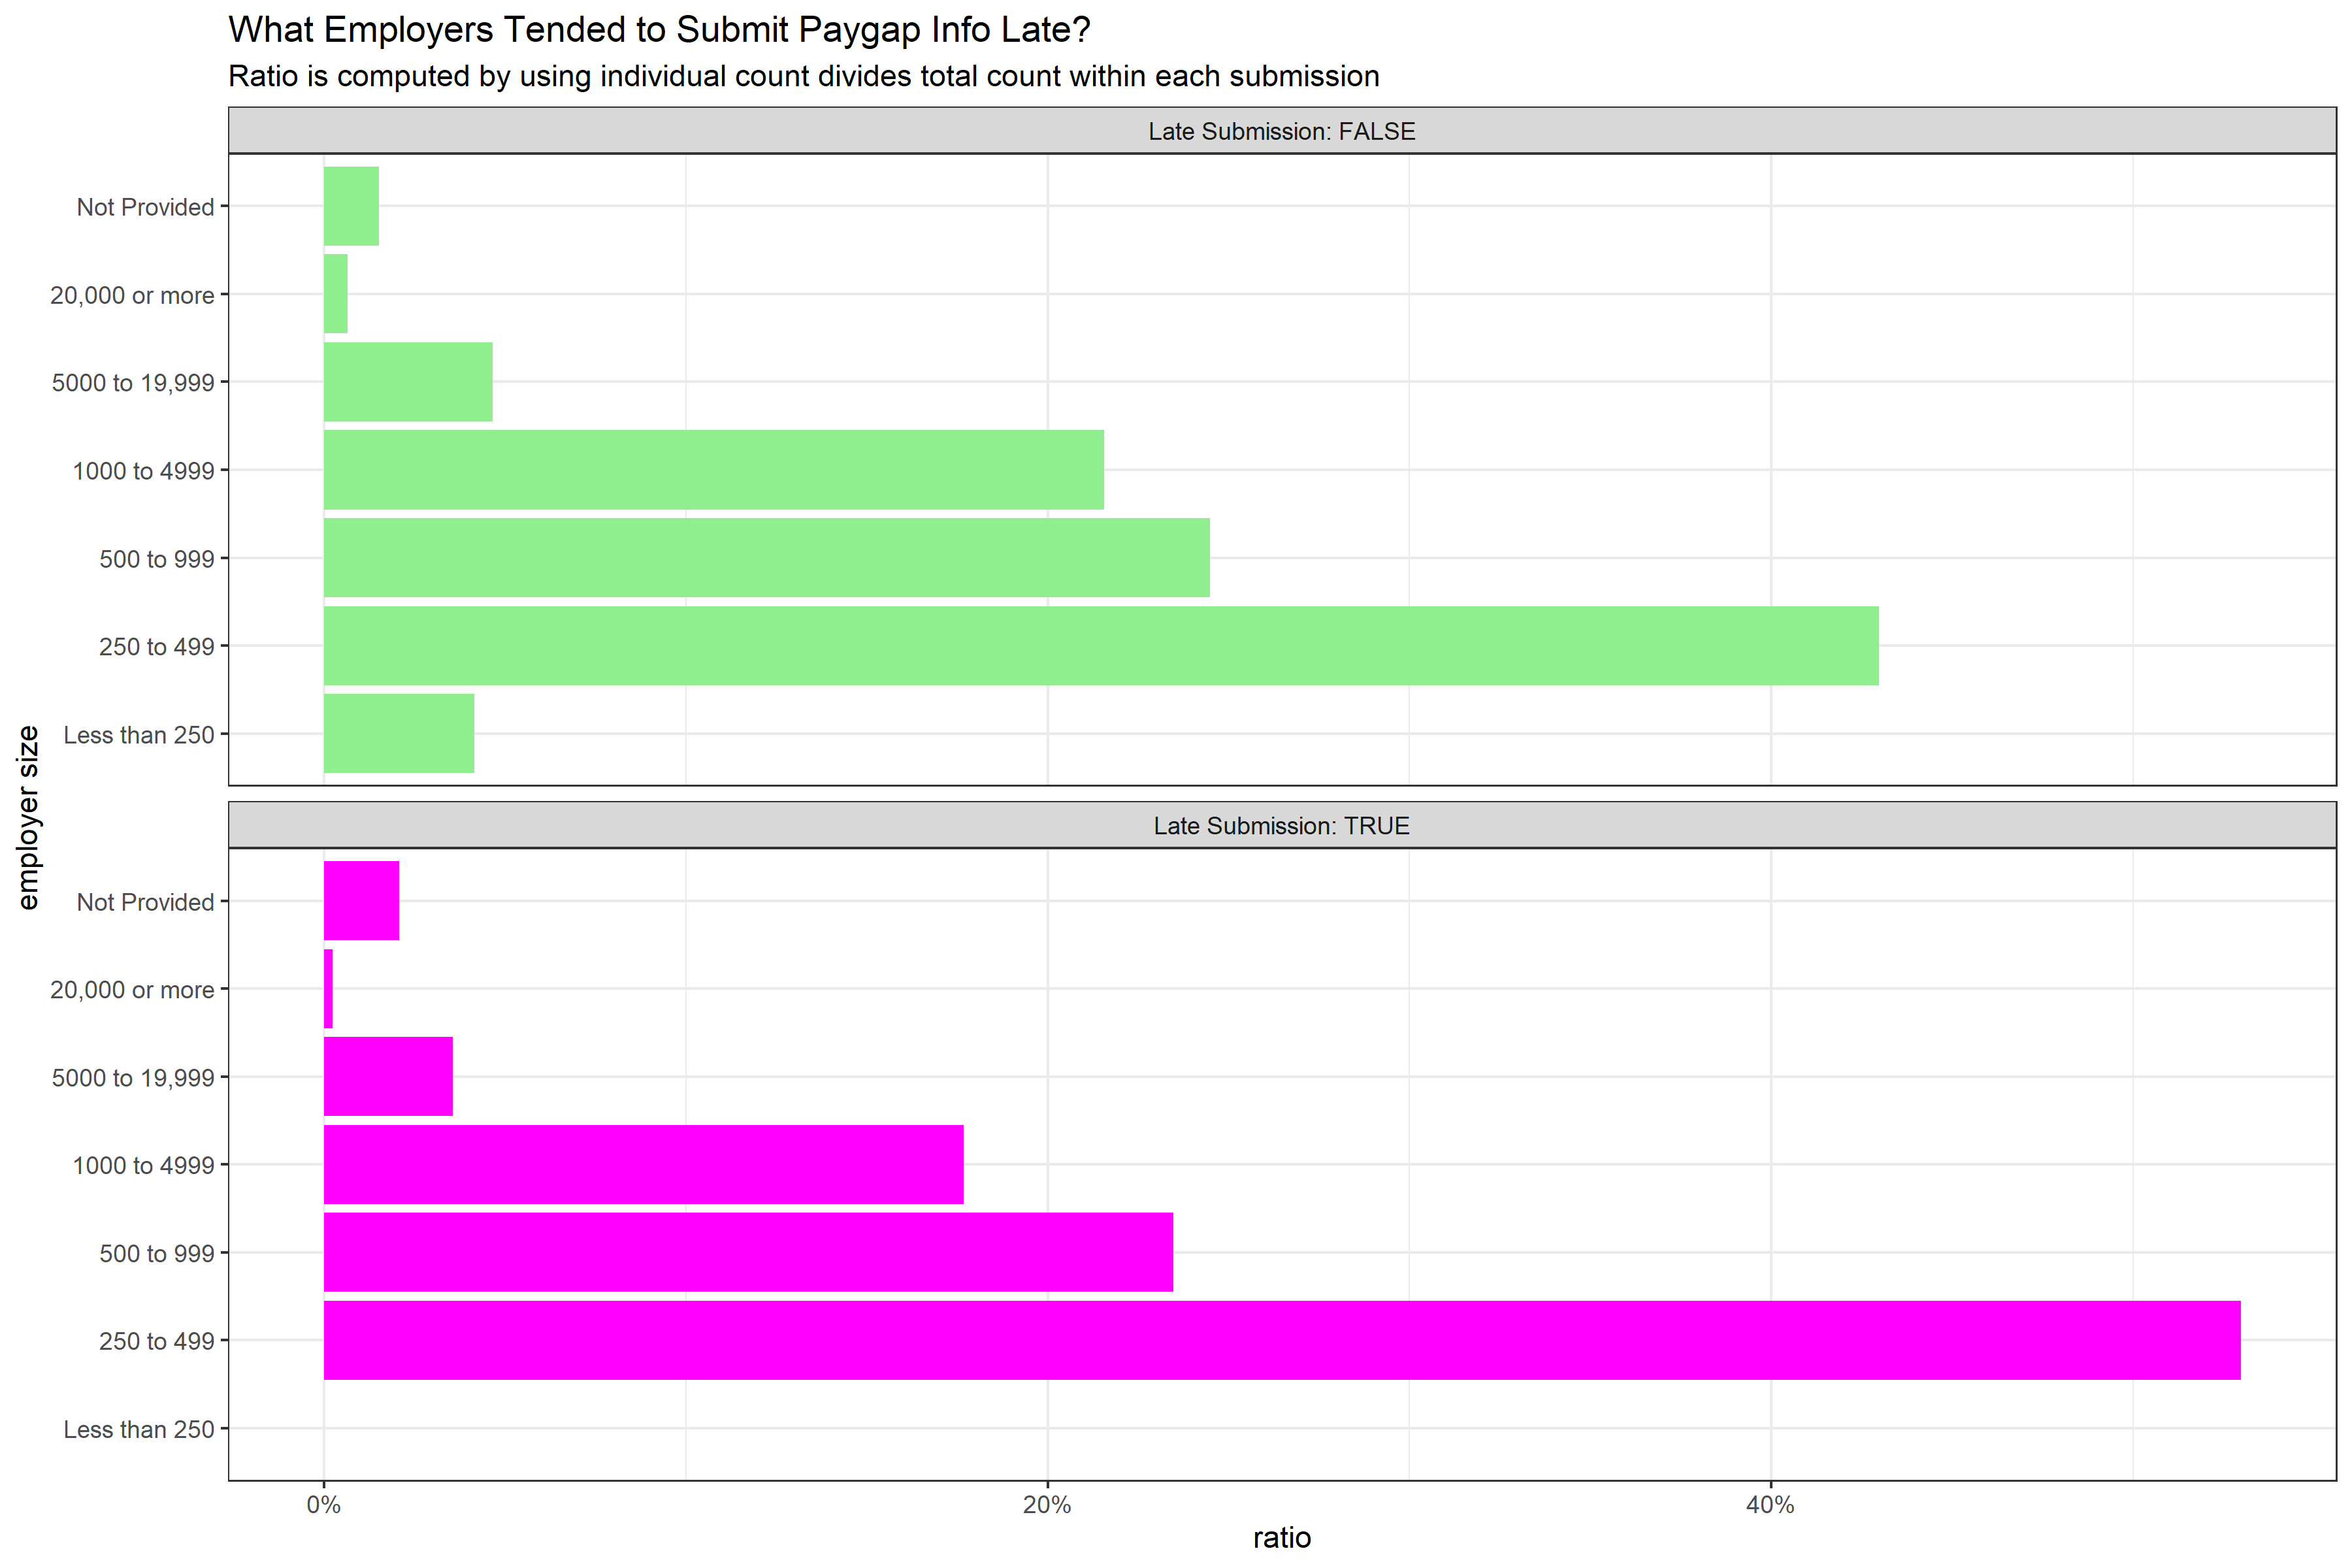 What Employers Tended to Submit Paygap Info Late?
Ratio is computed by using individual count divides total count within each submission
Late Submission: FALSE
Not Provided
20,000 or more
5000 to 19,999
1000 to 4999
500 to 999
250 to 499
Less than 250
employer size
Late Submission: TRUE
Not Provided
20,000 or more
5000 to 19,999
1000 to 4999
500 to 999
250 to 499
Less than 250
0% 20% 40%
ratio